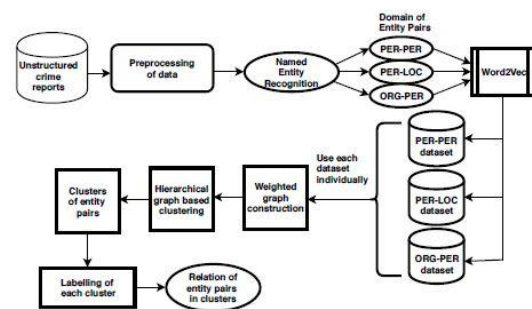 Domain of
Entity Pairs
Unstructured
crime
reports
Preprocessing
of data
Named
Entity
Recognition
PER-PER
PER-LOC
ORG-PER
Word2Vec
PER-PER
dataset
PER-LOC
dataset
ORG-PER
dataset
Use each
dataset
individually
Weighted
graph
construction
Hierarchical
graph based
clustering
Clusters
of entity
pairs
Labelling of
each cluster
Relation of
entity pairs
in clusters